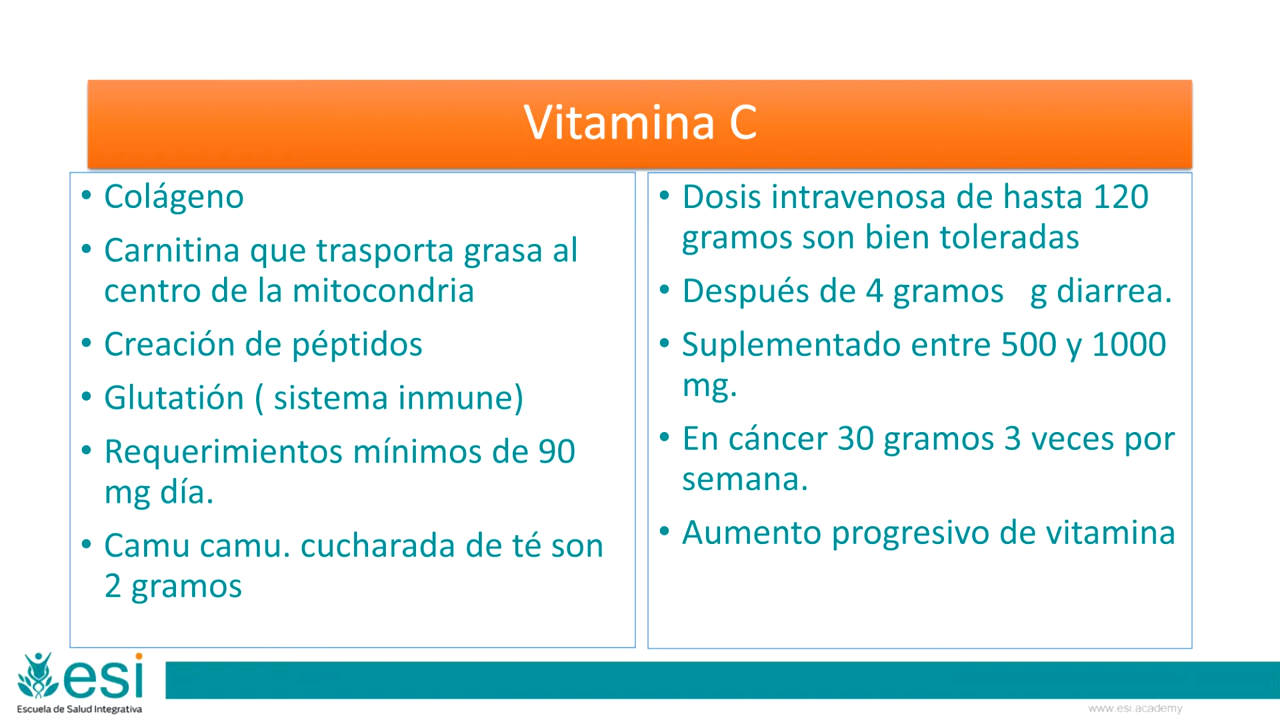 Vitamina C
• Colágeno
• Carnitina que trasporta grasa al
centro de la mitocondria
• Creación de péptidos
• Glutatión ( sistema inmune)
• Requerimientos mínimos de 90
mg día.
• Camu camu. cucharada de té son
2 gramos
• Dosis intravenosa de hasta 120
gramos son bien toleradas
• Después de 4 gramos   g diarrea.
• Suplementado entre 500 y 1000
mg.
• En cáncer 30 gramos 3 veces por
semana.
• Aumento progresivo de vitamina
esi
Escuela de Salud Integrativa
www.esi.academy